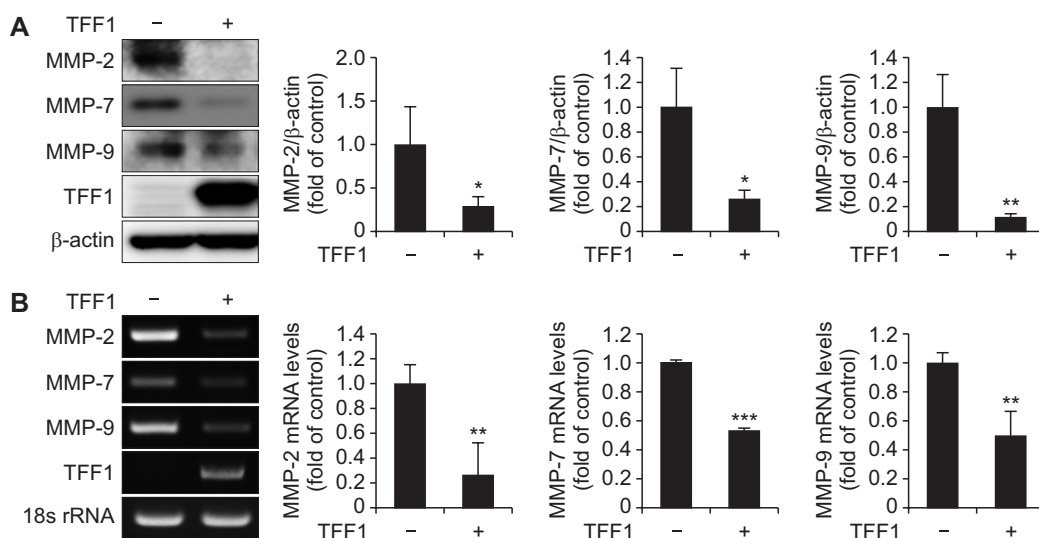 A
TFF1 – +
MMP-2
MMP-7
MMP-9
TFF1
β-actin
MMP-2/β-actin
(fold of control)
2.0
1.5
1.0
0.5
0
*
TFF1 – +
MMP-7/β-actin
(fold of control)
1.4
1.2
1.0
0.8
0.6
0.4
0.2
0
*
TFF1 – +
MMP-9/β-actin
(fold of control)
1.4
1.2
1.0
0.8
0.6
0.4
0.2
0
**
TFF1 – +
B
TFF1 – +
MMP-2
MMP-7
MMP-9
TFF1
18s rRNA
MMP-2 mRNA levels
(fold of control)
1.4
1.2
1.0
0.8
0.6
0.4
0.2
0
**
TFF1 – +
MMP-7 mRNA levels
(fold of control)
1.2
1.0
0.8
0.6
0.4
0.2
0
***
TFF1 – +
MMP-9 mRNA levels
(fold of control)
1.2
1.0
0.8
0.6
0.4
0.2
0
**
TFF1 – +